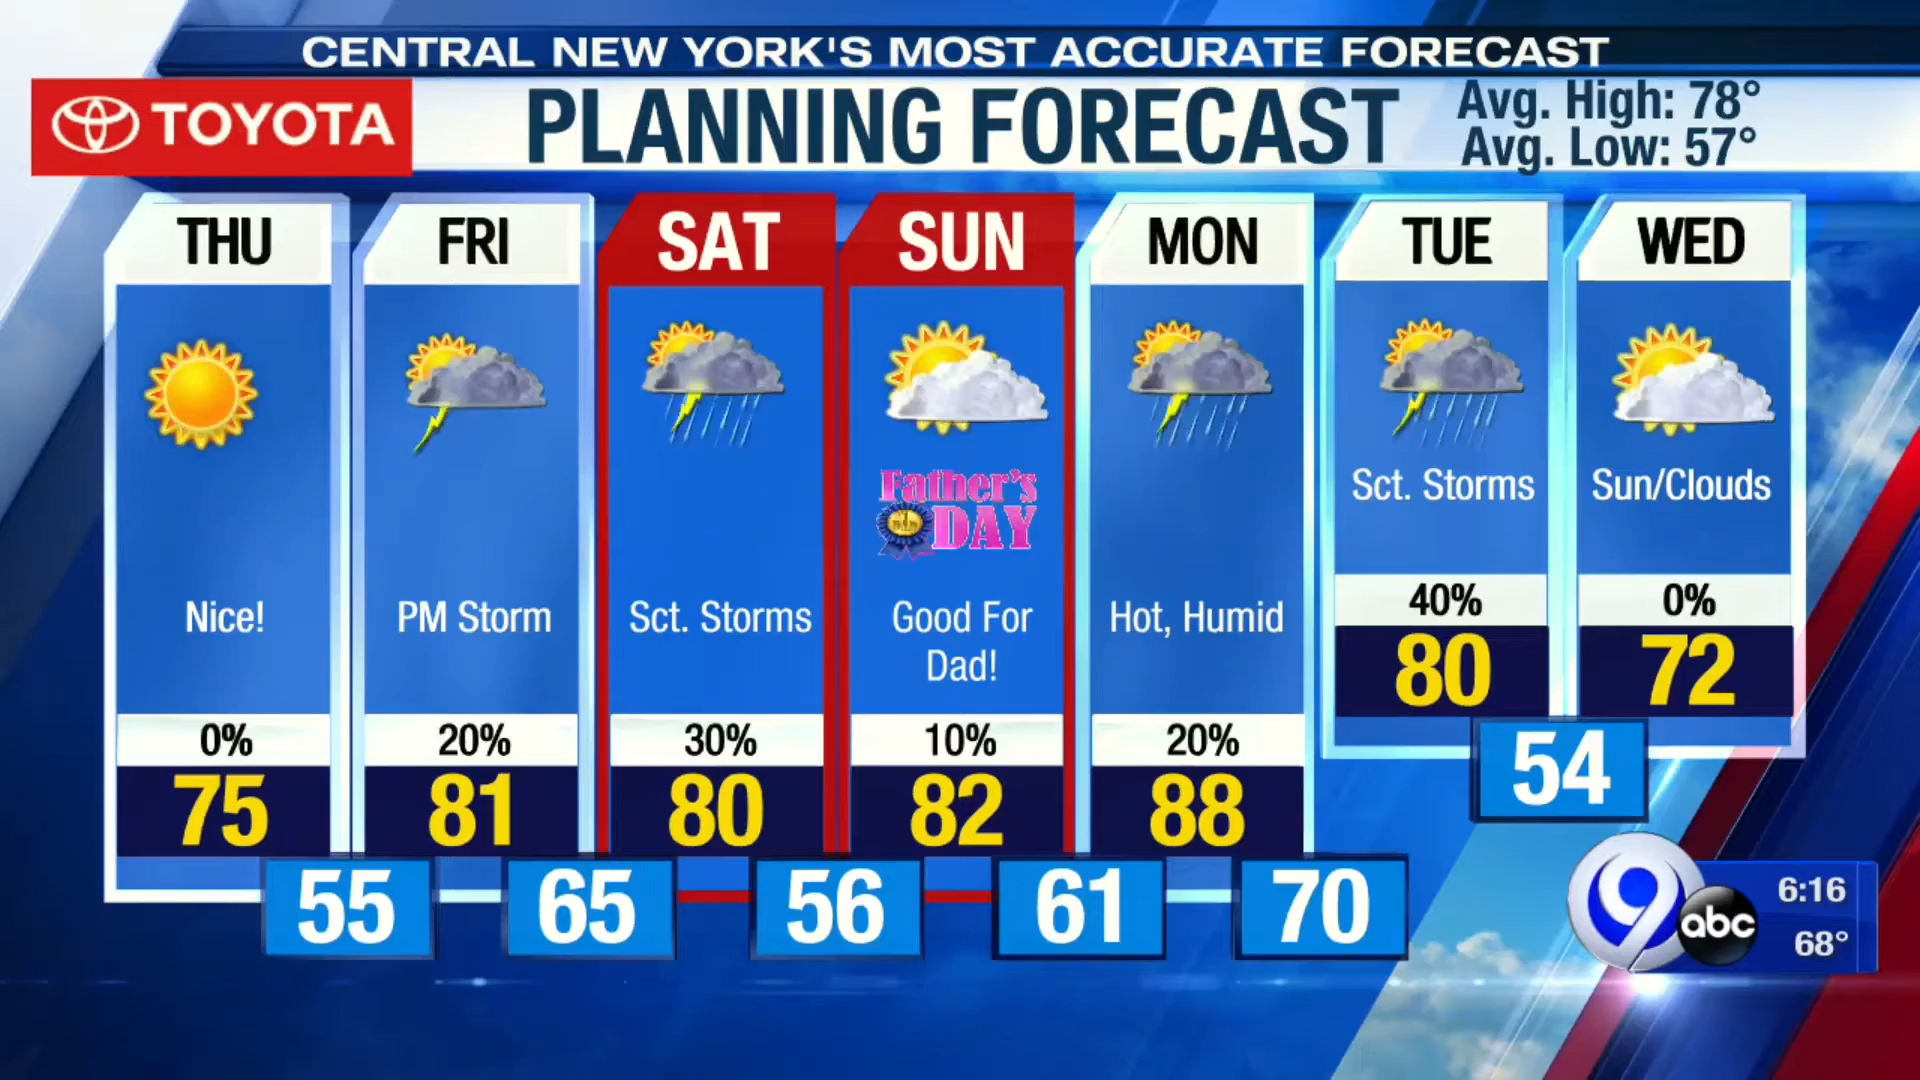 CENTRAL NEW YORK'S MOST ACCURATE FORECAST
TOYOTA
PLANNING FORECAST
Avg. High: 78°
Avg. Low: 57°
THU
Nice!
0%
75
55
FRI
PM Storm
20%
81
65
SAT
Sct. Storms
30%
80
56
SUN
Father's
DAY
Good For
Dad!
10%
82
61
MON
Hot, Humid
20%
88
70
TUE
Sct. Storms
40%
80
54
WED
Sun/Clouds
0%
72
9
abc
6:16
68°